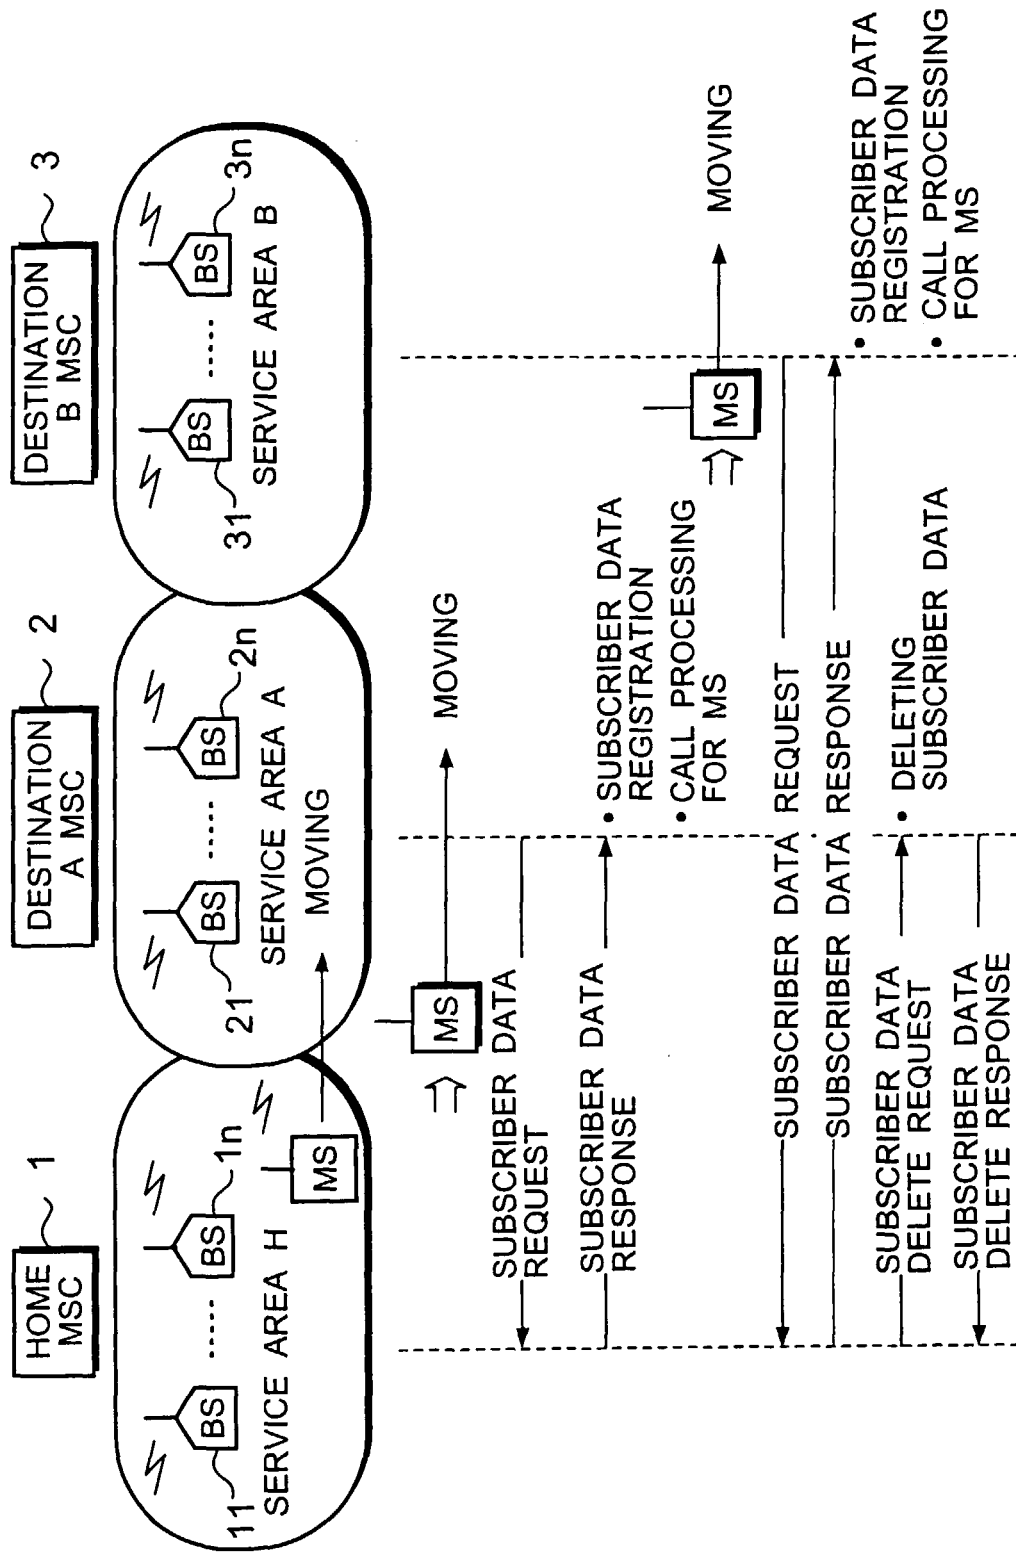 HOME
MSC
1
DESTINATION
A MSC
2
DESTINATION
B MSC
3
BS
BS
11
1n
SERVICE AREA H
MS
MOVING
BS
BS
21
2n
SERVICE AREA A
BS
BS
31
3n
SERVICE AREA B
MS
MOVING
SUBSCRIBER DATA
REQUEST
SUBSCRIBER DATA
RESPONSE
• SUBSCRIBER DATA
REGISTRATION
• CALL PROCESSING
FOR MS
MS
MOVING
SUBSCRIBER DATA REQUEST
SUBSCRIBER DATA RESPONSE
• SUBSCRIBER DATA
REGISTRATION
• CALL PROCESSING
FOR MS
SUBSCRIBER DATA
DELETE REQUEST
• DELETING
SUBSCRIBER DATA
SUBSCRIBER DATA
DELETE RESPONSE